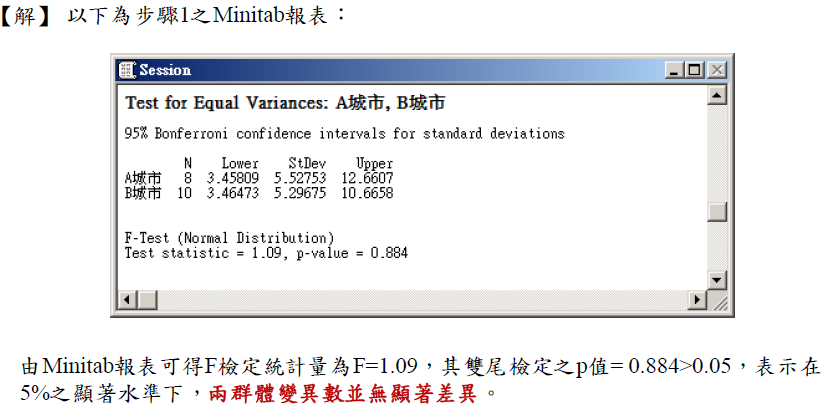 【解】 以下為步驟1之Minitab報表：
Session
Test for Equal Variances: A城市, B城市
95% Bonferroni confidence intervals for standard deviations
N Lower StDev Upper
A城市 8 3.45809 5.52753 12.6607
B城市 10 3.46473 5.29675 10.6658
F-Test (Normal Distribution)
Test statistic = 1.09, p-value = 0.884
由Minitab報表可得F檢定統計量為F=1.09，其雙尾檢定之p值= 0.884>0.05，表示在
5%之顯著水準下，兩群體變異數並無顯著差異。